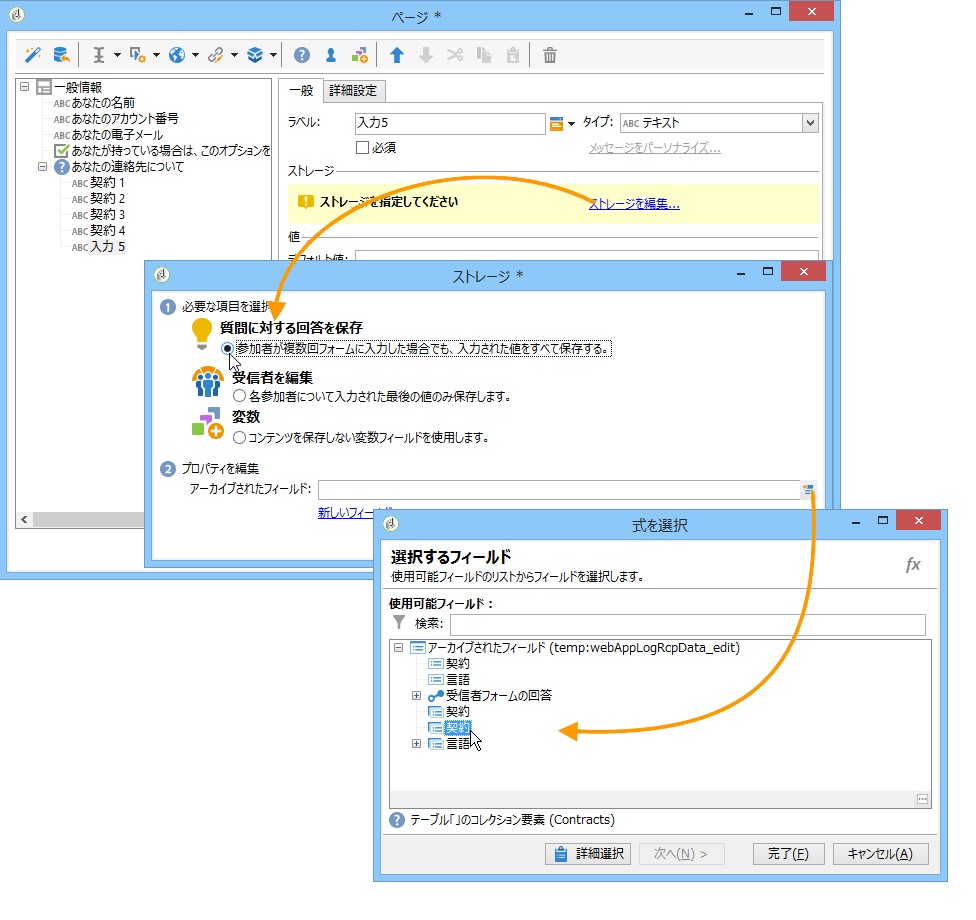 ページ *
一般情報
ABC あなたの名前
ABC あなたのアカウント番号
ABC あなたの電子メール
あなたが持っている場合は、このオプションを
? あなたの連絡先について
ABC 契約 1
ABC 契約 2
ABC 契約 3
ABC 契約 4
ABC 入力 5
一般 詳細設定
ラベル: 入力5 タイプ: ABC テキスト
必須 メッセージをパーソナライズ...
ストレージ
ストレージを指定してください ストレージを編集...
値
デフォルト値:
ストレージ *
1 必要な項目を選択
質問に対する回答を保存
参加者が複数回フォームに入力した場合でも、入力された値をすべて保存する。
受信者を編集
各参加者について入力された最後の値のみ保存します。
変数
コンテンツを保存しない変数フィールドを使用します。
2 プロパティを編集
アーカイブされたフィールド:
新しいフィールド
式を選択
選択するフィールド
使用可能フィールドのリストからフィールドを選択します。
fx
使用可能フィールド:
検索:
アーカイブされたフィールド (temp:webAppLogRcpData_edit)
契約
言語
受信者フォームの回答
契約
契約
言語
? テーブル「」のコレクション要素 (Contracts)
詳細選択 次へ(N) > 完了(F) キャンセル(A)